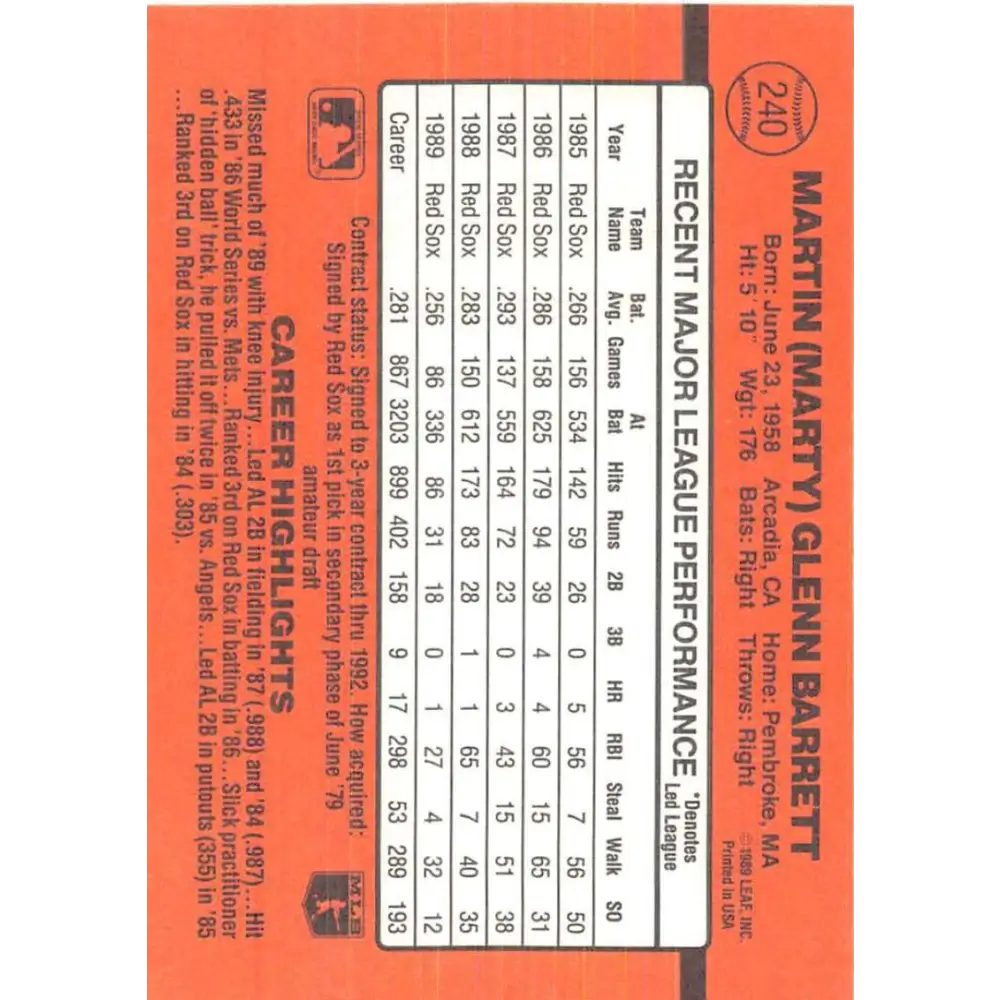 240
MARTIN (MARTY) GLENN BARRETT
Born: June 23, 1958 Arcadia, CA Home: Pembroke, MA
Ht: 5'10" Wgt: 176 Bats: Right Throws: Right
©1989 LEAF, INC.
Printed in USA
RECENT MAJOR LEAGUE PERFORMANCE *Denotes Led League
Year Team Name Bat. Avg. Games At Bat Hits Runs 2B 3B HR RBI Steal Walk SO
1985 Red Sox .266 156 534 142 59 26 0 5 56 7 56 50
1986 Red Sox .286 158 625 179 94 39 4 4 60 15 65 31
1987 Red Sox .293 137 559 164 72 23 0 3 43 15 51 38
1988 Red Sox .283 150 612 173 83 28 1 1 65 7 40 35
1989 Red Sox .256 86 336 86 31 18 0 1 27 4 32 12
Career .281 867 3203 899 402 158 9 17 298 53 289 193
Contract status: Signed to 3-year contract thru 1992. How acquired:
Signed by Red Sox as 1st pick in secondary phase of June '79
amateur draft
MLB
CAREER HIGHLIGHTS
Missed much of '89 with knee injury...Led AL 2B in fielding in '87 (.988) and '84 (.987)...Hit
.433 in '86 World Series vs. Mets...Ranked 3rd on Red Sox in batting in '86...Slick practitioner
of 'hidden ball' trick, he pulled it off twice in '85 vs. Angels...Led AL 2B in putouts (355) in '85
...Ranked 3rd on Red Sox in hitting in '84 (.303).